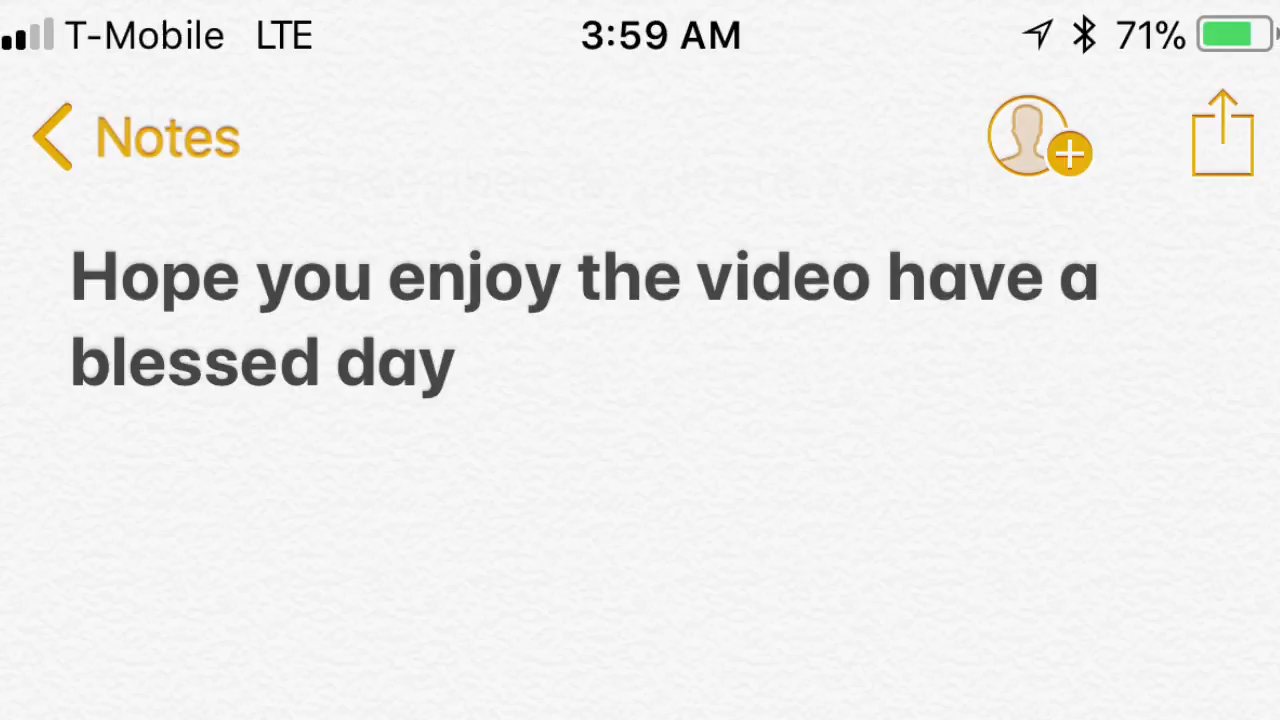 T-Mobile LTE 3:59 AM 71%
Notes
Hope you enjoy the video have a
blessed day